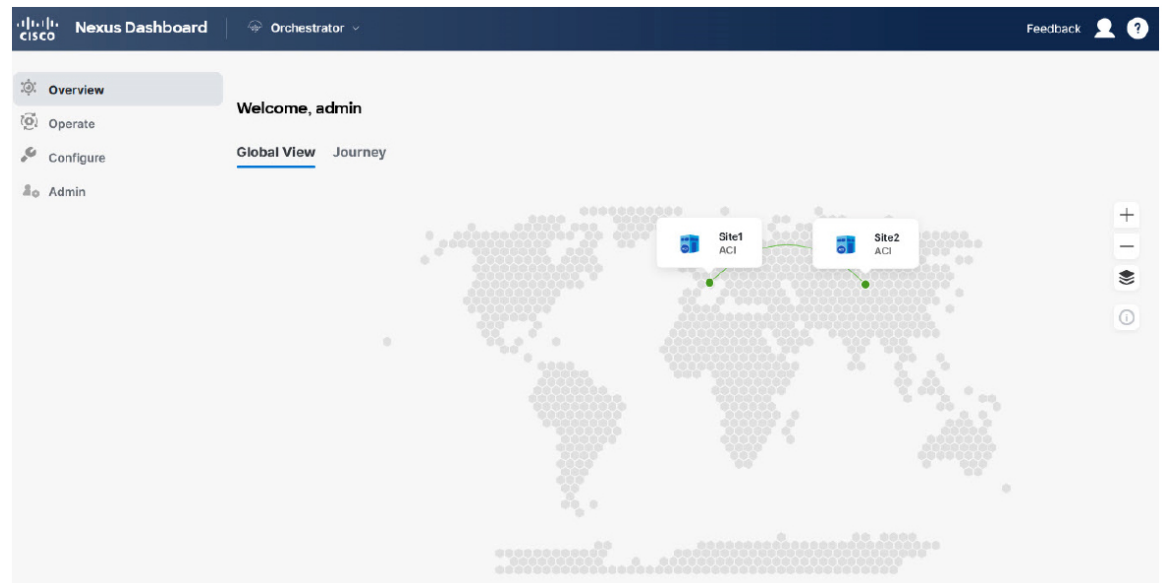 cisco Nexus Dashboard Orchestrator Feedback ?
Overview
Operate
Configure
Admin
Welcome, admin
Global View Journey
Site1
ACI
Site2
ACI